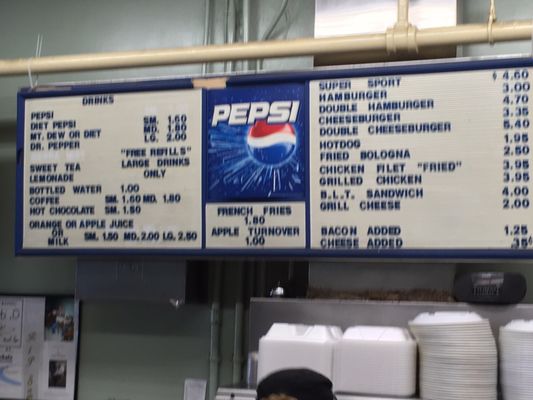 DRINKS
PEPSI SM. 1.60
DIET PEPSI MD. 1.80
MT. DEW OR DIET LG. 2.00
DR. PEPPER
"FREE REFILLS"
SWEET TEA LARGE DRINKS
LEMONADE ONLY
BOTTLED WATER 1.00
COFFEE SM. 1.60 MD. 1.80
HOT CHOCOLATE SM. 1.50
ORANGE OR APPLE JUICE
OR
MILK SM. 1.50 MD. 2.00 LG. 2.50
PEPSI
FRENCH FRIES
1.80
APPLE TURNOVER
1.00
SUPER SPORT $4.60
HAMBURGER 3.00
DOUBLE HAMBURGER 4.70
CHEESEBURGER 3.35
DOUBLE CHEESEBURGER 5.40
HOTDOG 1.95
FRIED BOLOGNA 3.50
CHICKEN FILET "FRIED" 3.95
GRILLED CHICKEN 3.95
B.L.T. SANDWICH 4.00
GRILL CHEESE 2.00
BACON ADDED 1.25
CHEESE ADDED .35¢